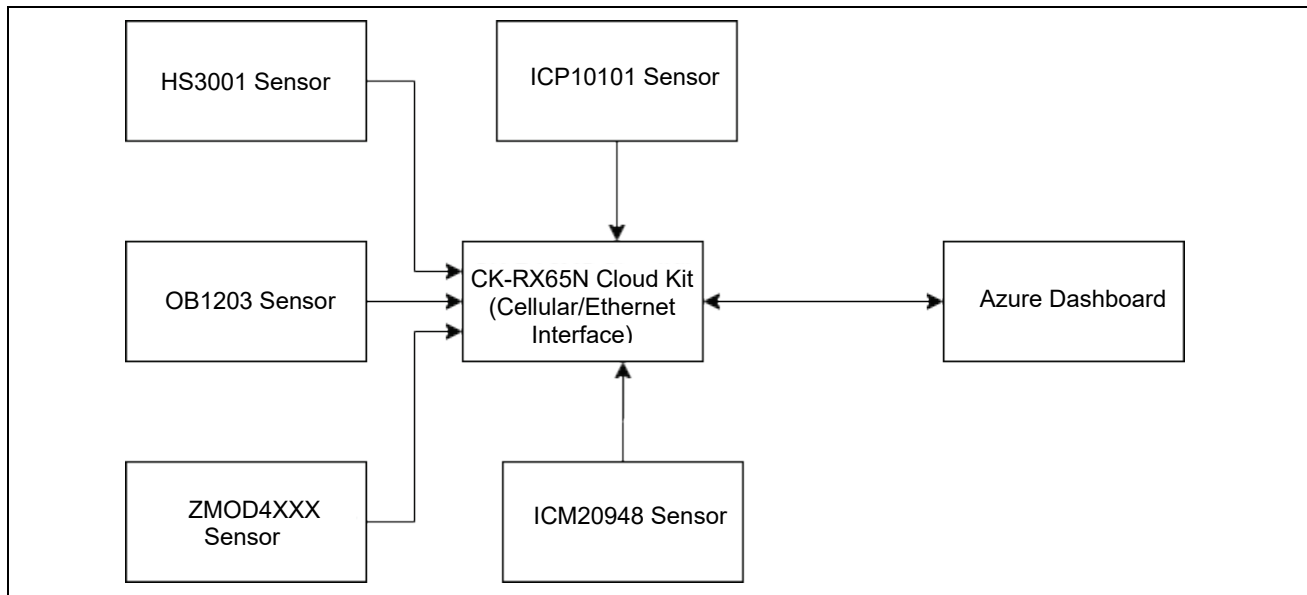 HS3001 Sensor
ICP10101 Sensor
OB1203 Sensor
CK-RX65N Cloud Kit
(Cellular/Ethernet
Interface)
Azure Dashboard
ZMOD4XXX
Sensor
ICM20948 Sensor